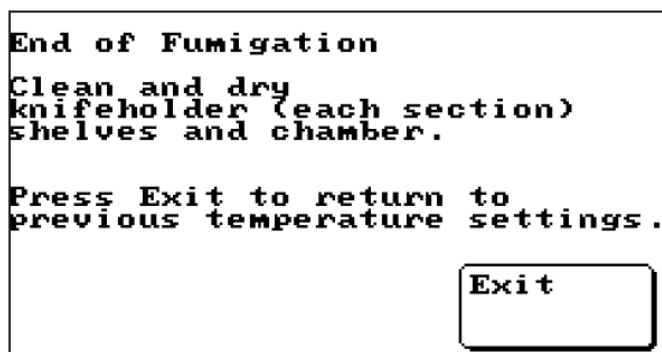 End of Fumigation
Clean and dry
knifeholder (each section)
shelves and chamber.
Press Exit to return to
previous temperature settings.
Exit